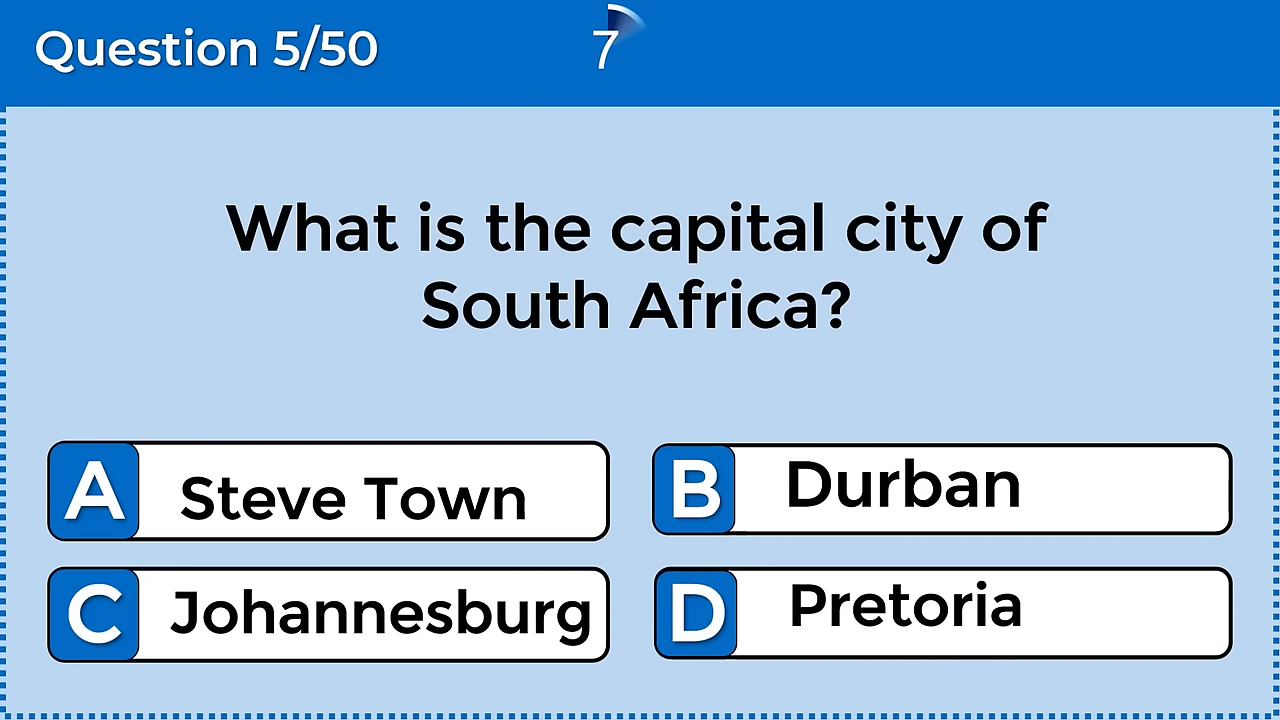 Question 5/50
7
What is the capital city of
South Africa?
A Steve Town
B Durban
C Johannesburg
D Pretoria